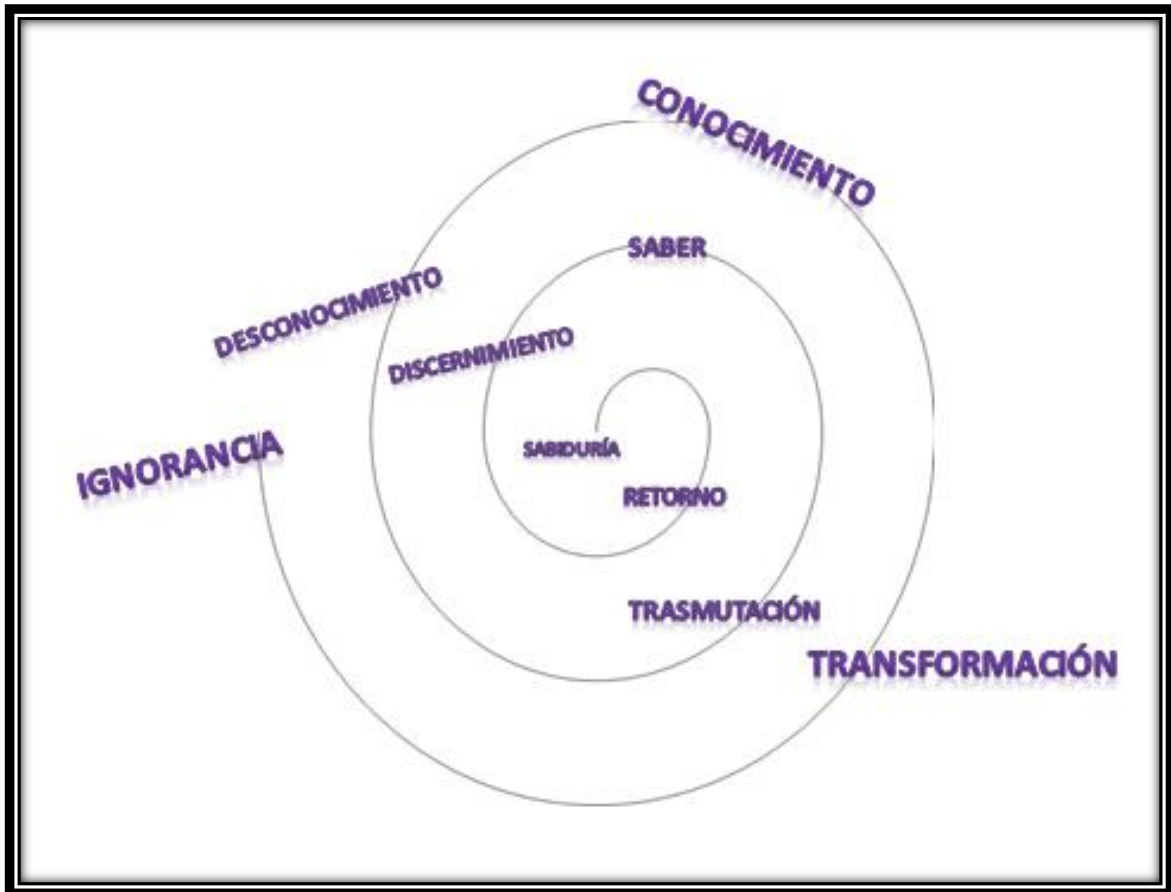 CONOCIMIENTO
SABER
DESCONOCIMIENTO
DISCERNIMIENTO
SABIDURÍA
IGNORANCIA
RETORNO
TRASMUTACIÓN
TRANSFORMACIÓN